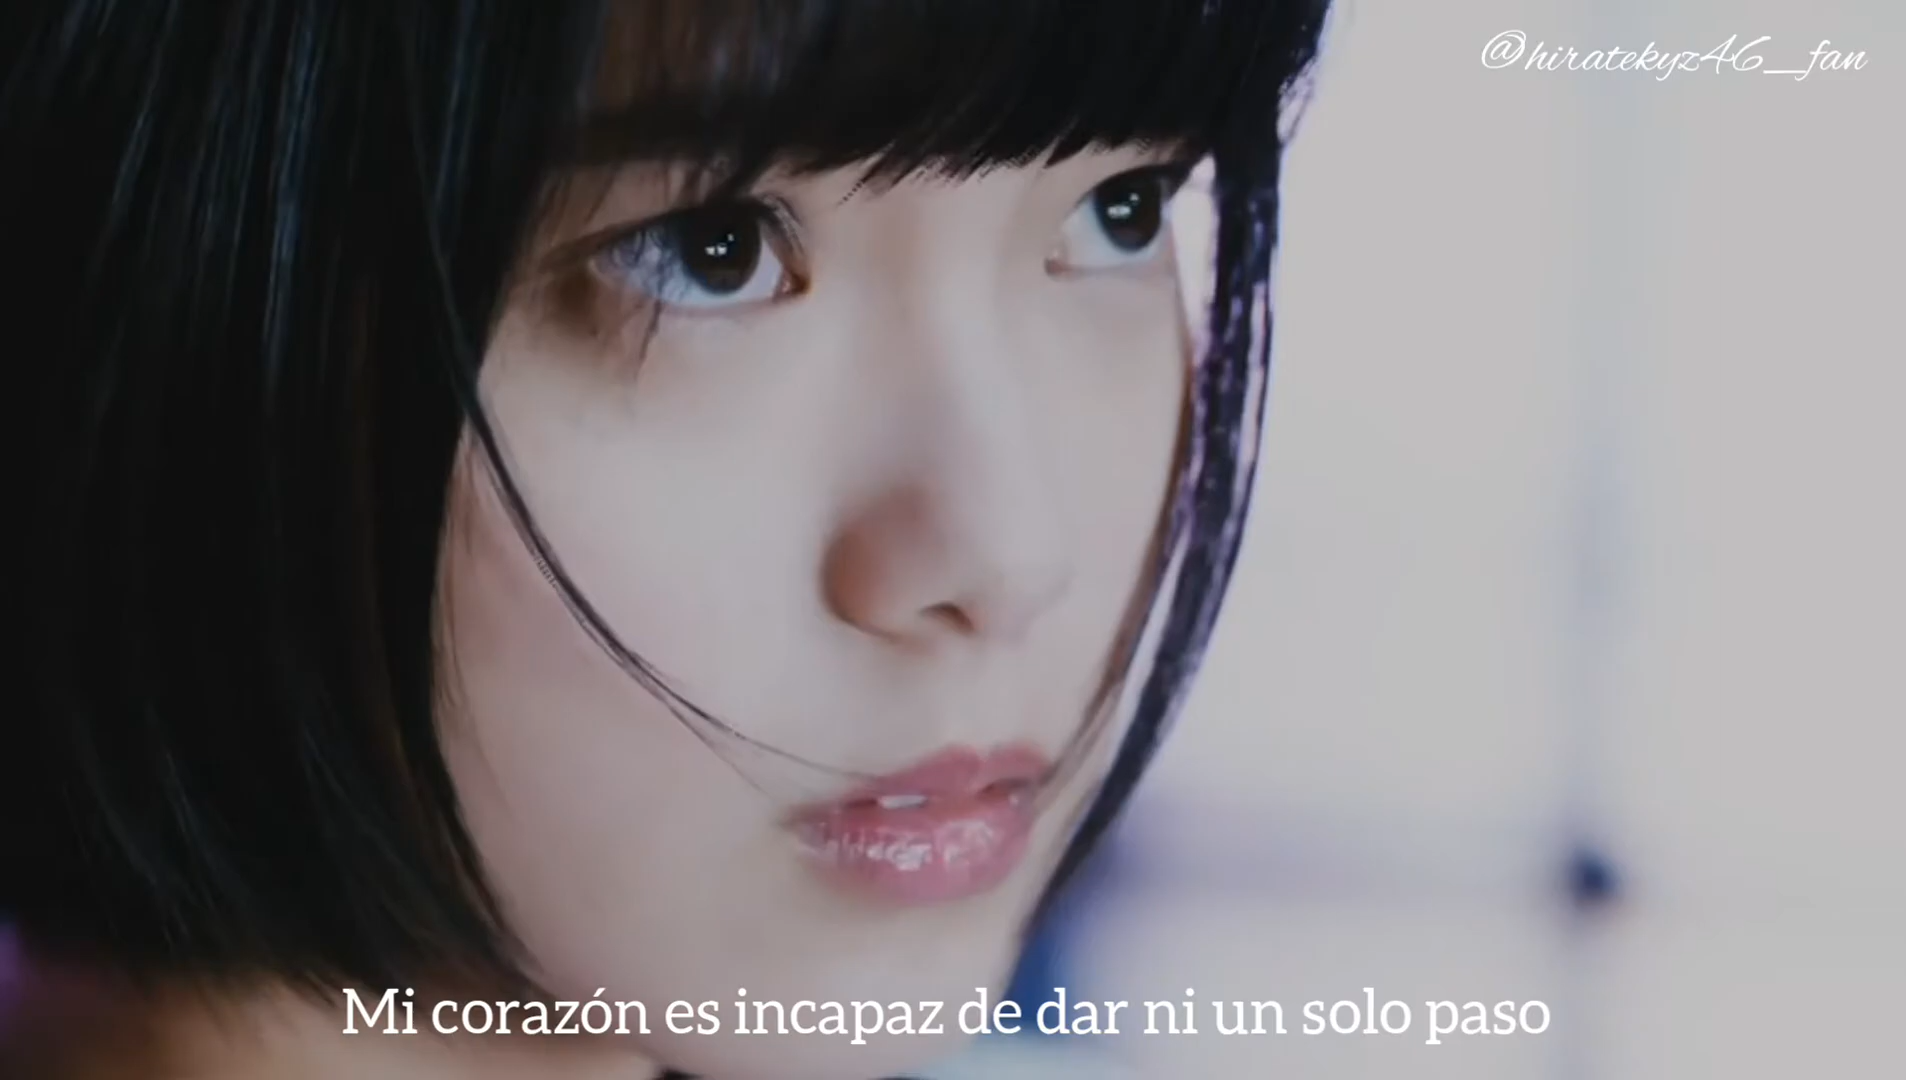 @hiratekyz46_fan
Mi corazón es incapaz de dar ni un solo paso